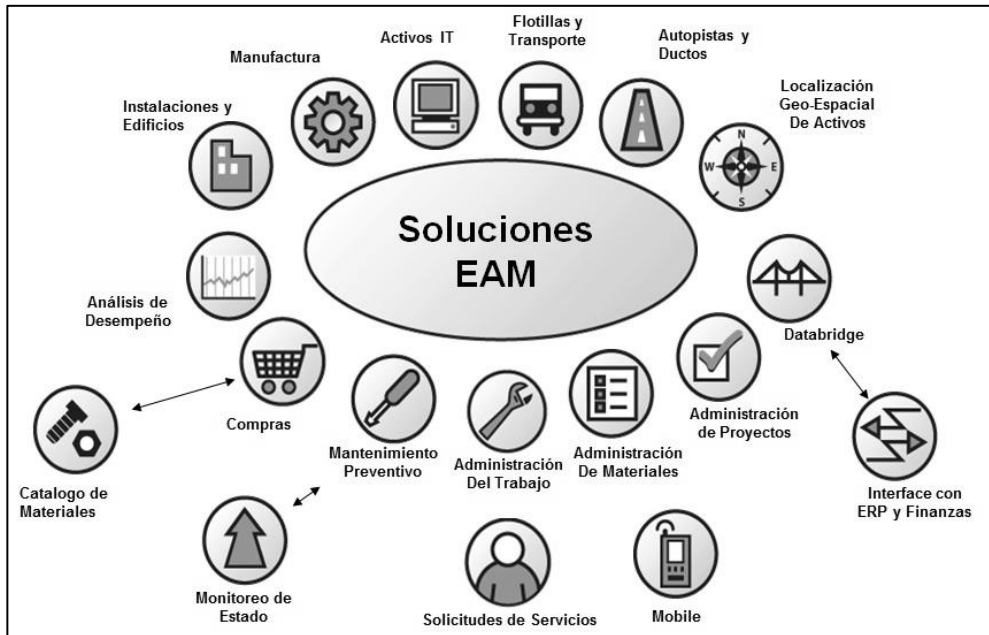 Flotillas y
Transporte
Activos IT
Autopistas y
Ductos
Manufactura
Localización
Geo-Espacial
De Activos
Instalaciones y
Edificios
N
W
E
S
Soluciones
EAM
Análisis de
Desempeño
Databridge
Compras
Administración
de Proyectos
Mantenimiento
Preventivo
Administración
Del Trabajo
Administración
De Materiales
Catalogo de
Materiales
Interface con
ERP y Finanzas
Monitoreo de
Estado
Solicitudes de Servicios
Mobile